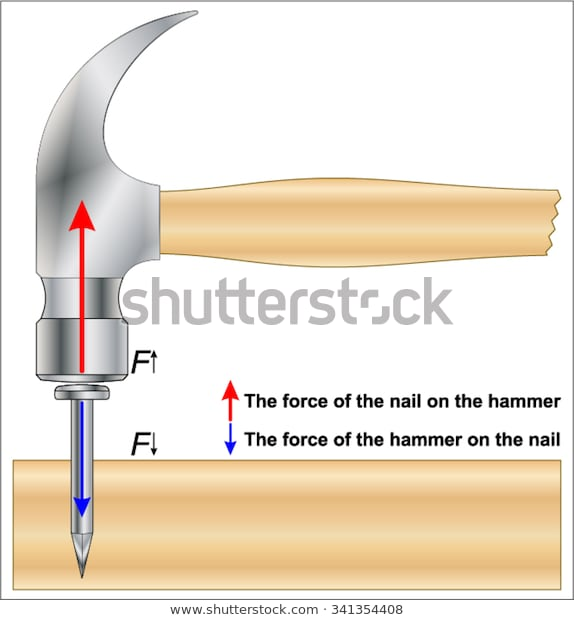 shutterstock
F↑
The force of the nail on the hammer
F↓
The force of the hammer on the nail
www.shutterstock.com · 341354408